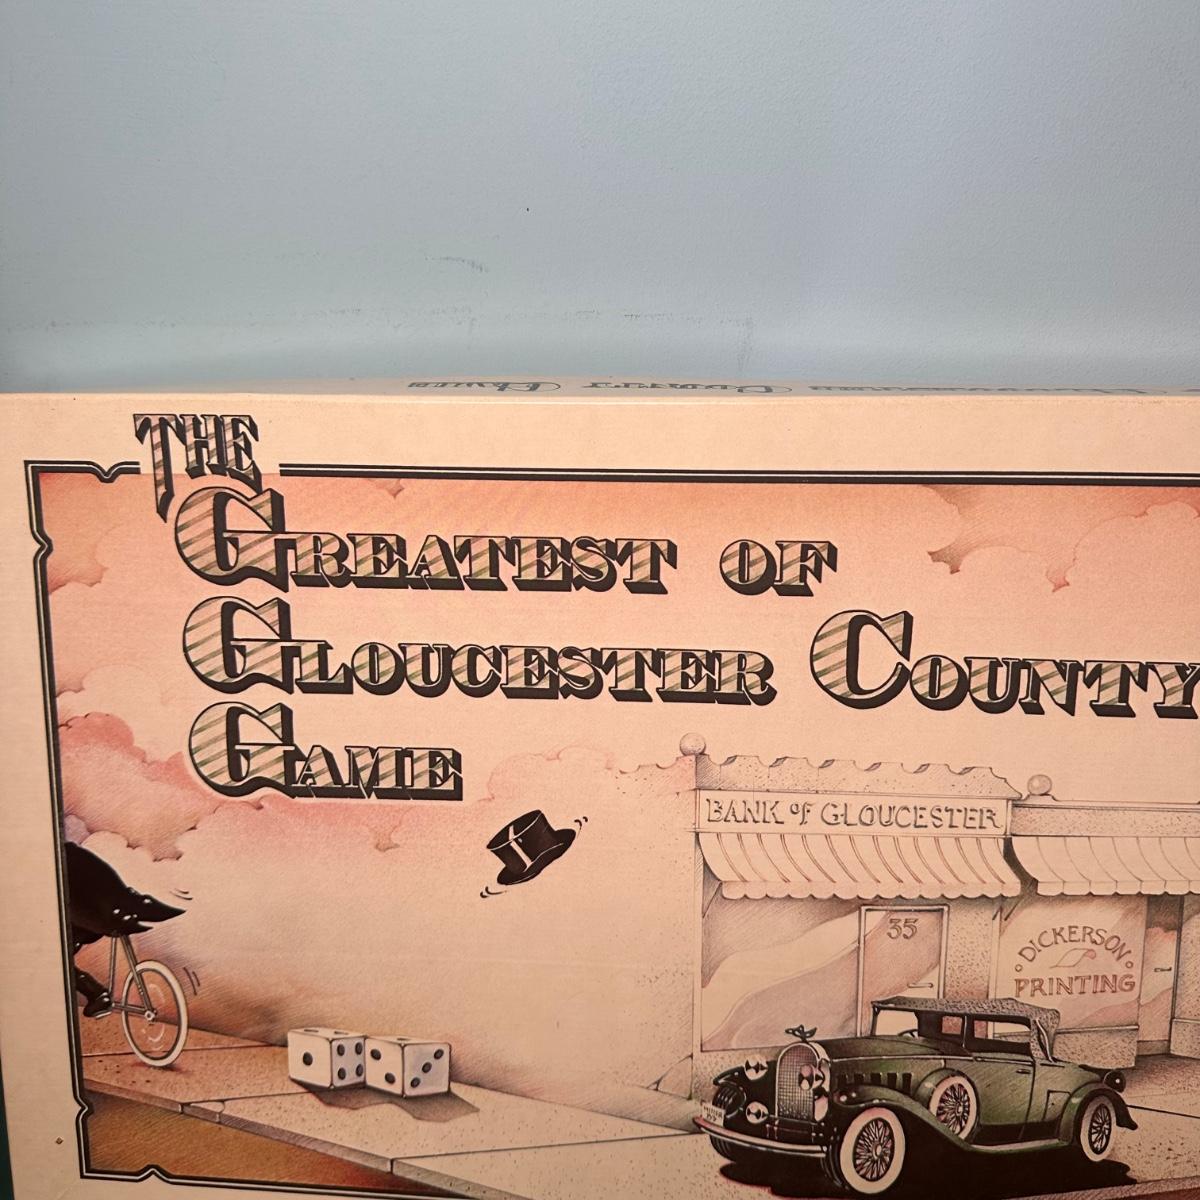 THE
GREATEST OF
GLOUCESTER COUNTY
GAME
BANK OF GLOUCESTER
35
DICKERSON
PRINTING